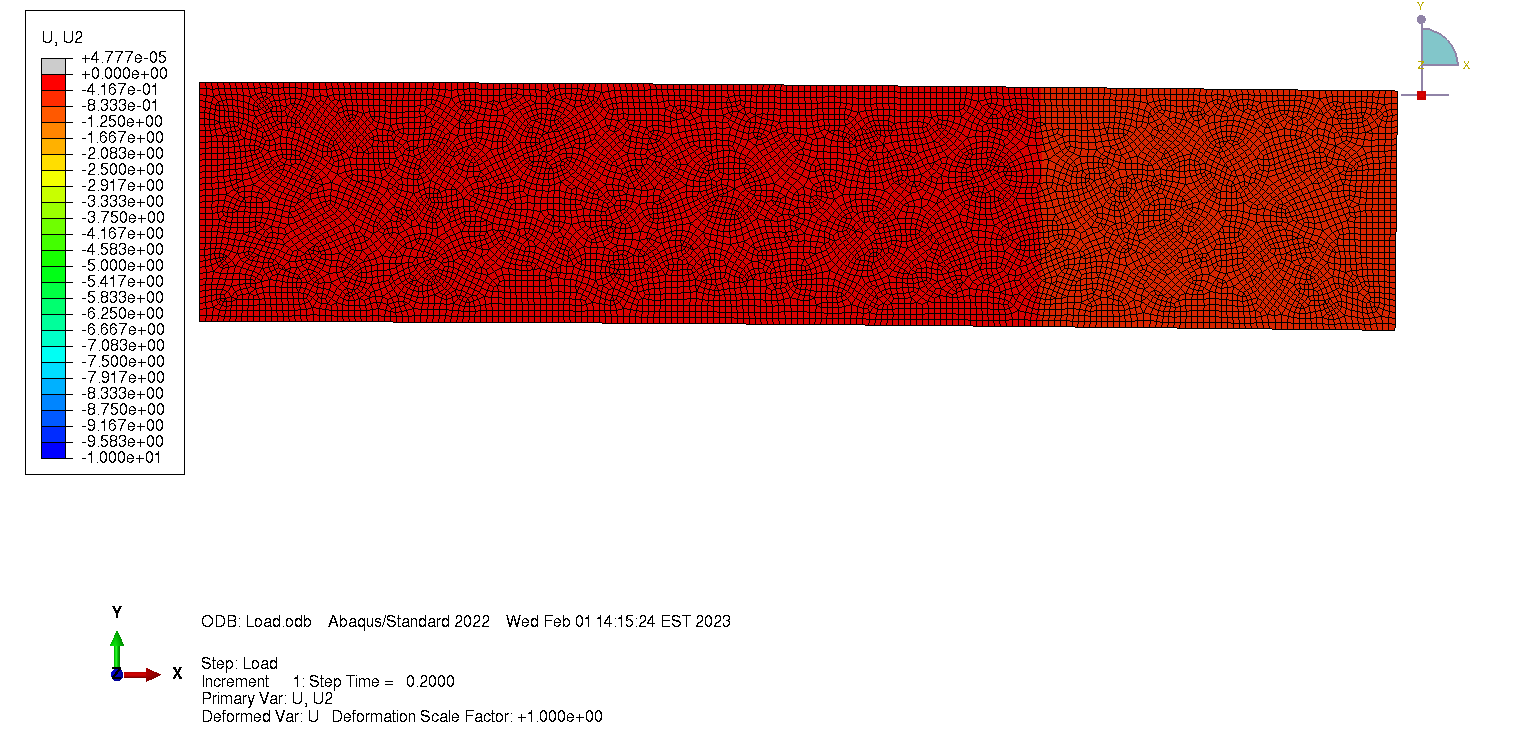 U, U2
+4.777e-05
+0.000e+00
-4.167e-01
-8.333e-01
-1.250e+00
-1.667e+00
-2.083e+00
-2.500e+00
-2.917e+00
-3.333e+00
-3.750e+00
-4.167e+00
-4.583e+00
-5.000e+00
-5.417e+00
-5.833e+00
-6.250e+00
-6.667e+00
-7.083e+00
-7.500e+00
-7.917e+00
-8.333e+00
-8.750e+00
-9.167e+00
-9.583e+00
-1.000e+01
Y
Z X
Y
Z X
ODB: Load.odb Abaqus/Standard 2022 Wed Feb 01 14:15:24 EST 2023
Step: Load
Increment 1: Step Time = 0.2000
Primary Var: U, U2
Deformed Var: U Deformation Scale Factor: +1.000e+00